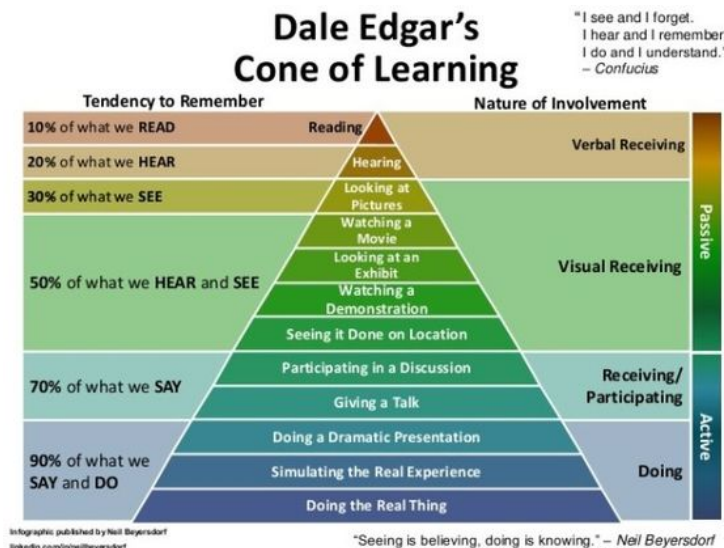 Dale Edgar's
Cone of Learning
"I see and I forget.
I hear and I remember
I do and I understand."
– Confucius
Tendency to Remember
Nature of Involvement
10% of what we READ
Reading
Verbal Receiving
20% of what we HEAR
Hearing
30% of what we SEE
Looking at
Pictures
Watching a
Movie
50% of what we HEAR and SEE
Looking at an
Exhibit
Visual Receiving
Watching a
Demonstration
Seeing it Done on Location
Passive
70% of what we SAY
Participating in a Discussion
Giving a Talk
Receiving/
Participating
90% of what we
SAY and DO
Doing a Dramatic Presentation
Simulating the Real Experience
Doing the Real Thing
Doing
Active
Infographic published by Neil Beyersdorf
linkedin.com/in/neilbeyersdorf
"Seeing is believing, doing is knowing." – Neil Beyersdorf